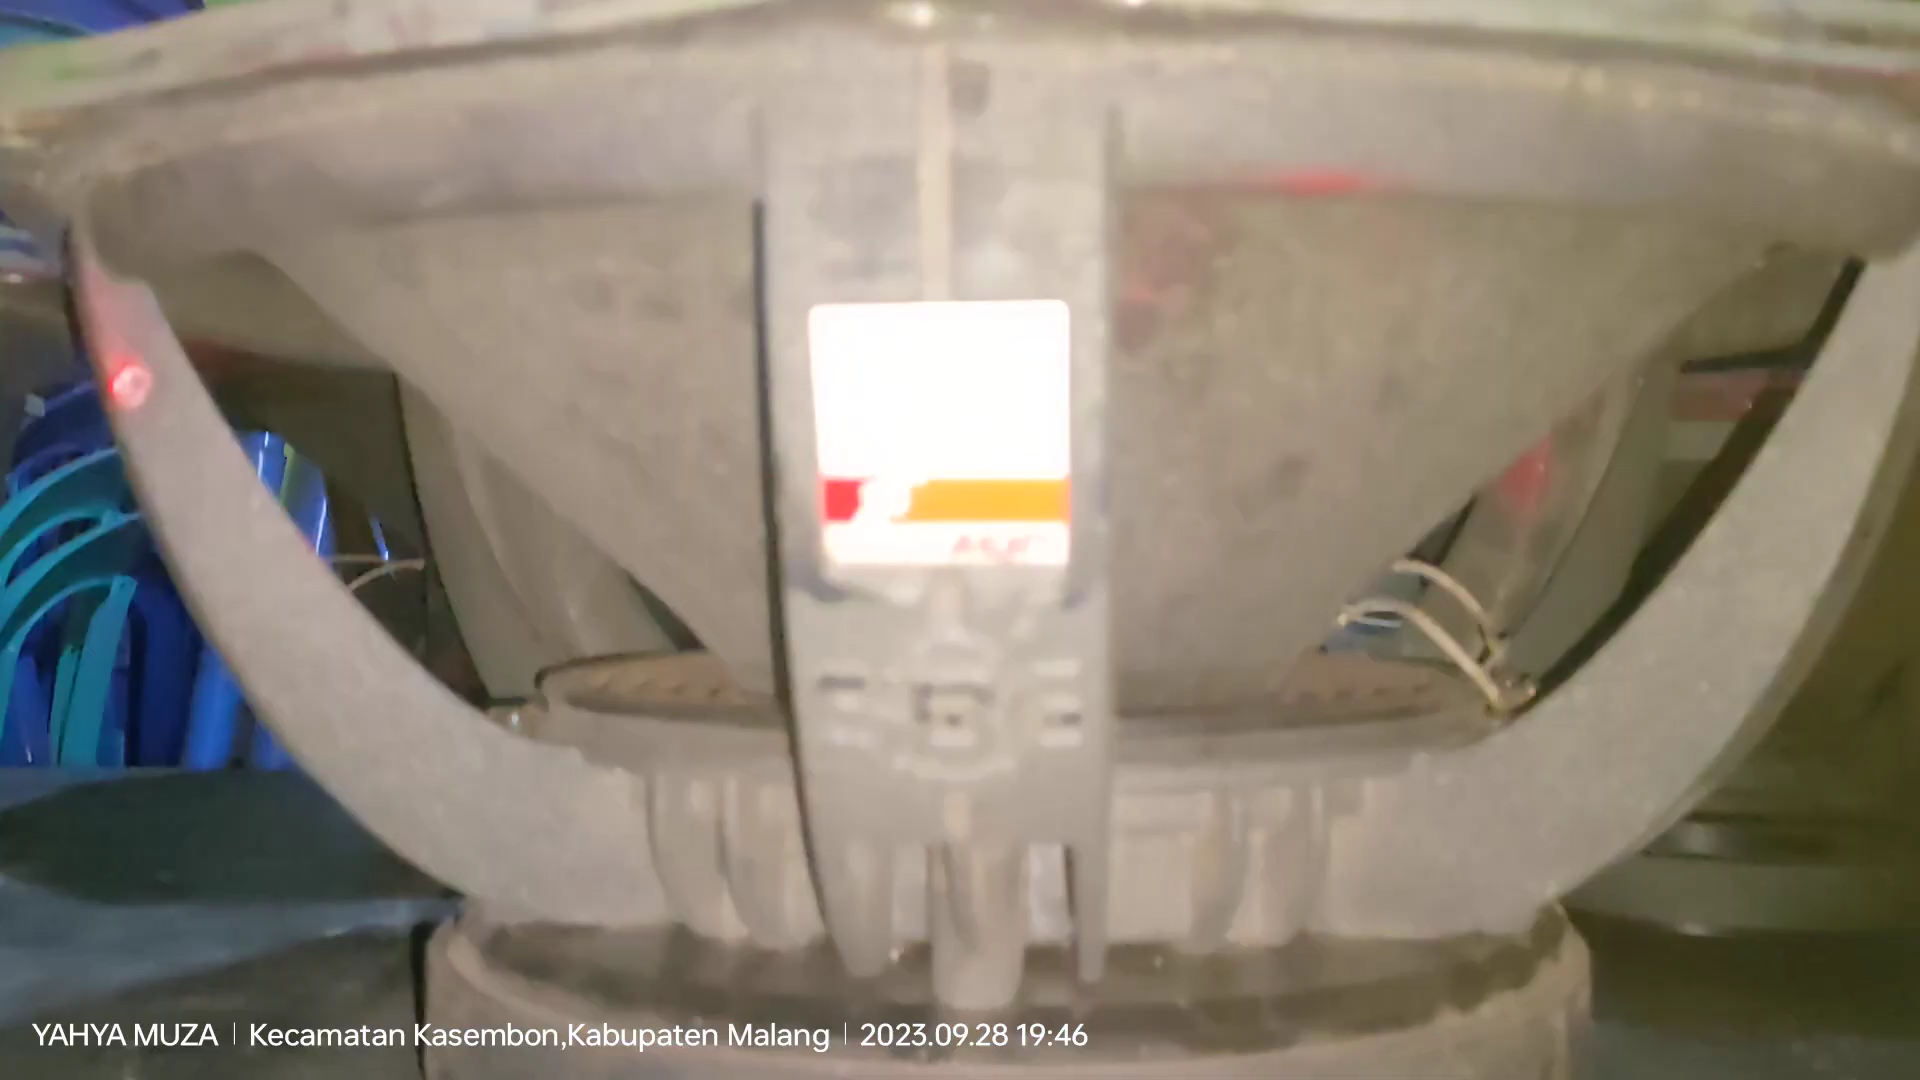 YAHYA MUZA | Kecamatan Kasembon,Kabupaten Malang | 2023.09.28 19:46